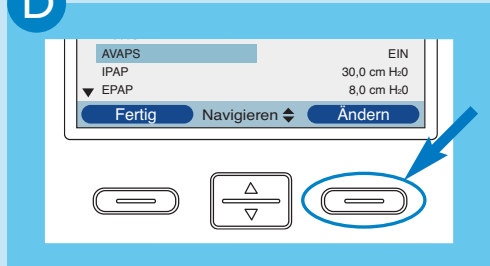 D
AVAPS EIN
IPAP 30,0 cm H₂0
EPAP 8,0 cm H₂0
Fertig Navigieren Ändern